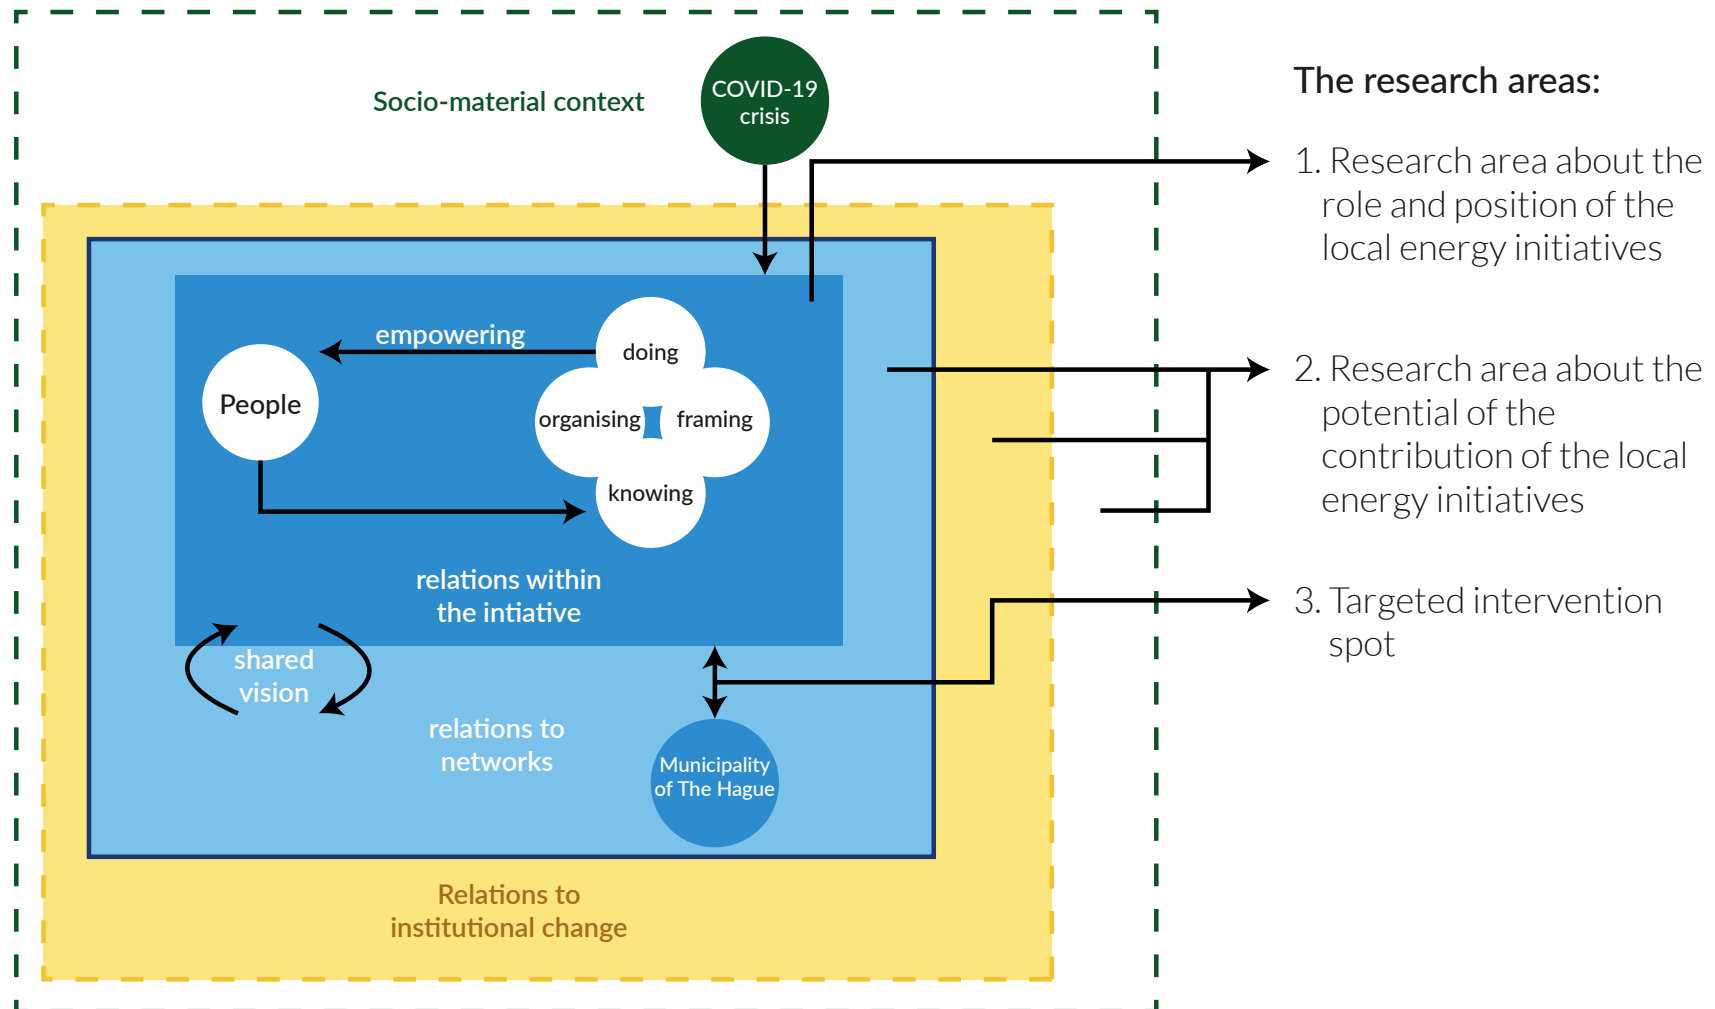 Socio-material context
COVID-19
crisis
empowering
People
doing
organising
framing
knowing
relations within
the intiative
shared
vision
relations to
networks
Municipality
of The Hague
Relations to
institutional change
The research areas:
1. Research area about the
role and position of the
local energy initiatives
2. Research area about the
potential of the
contribution of the local
energy initiatives
3. Targeted intervention
spot